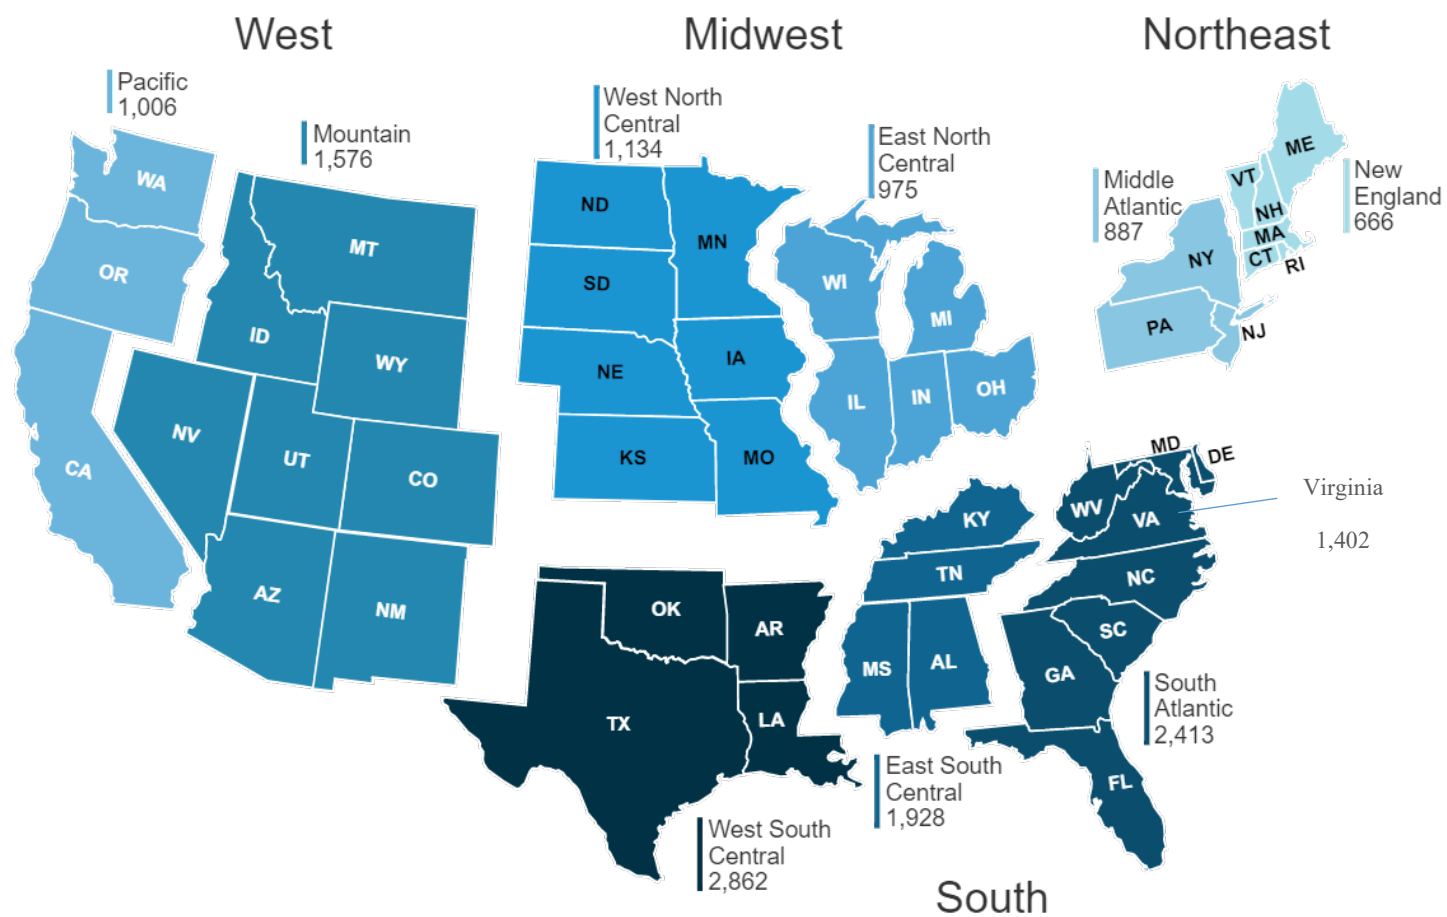 West
Midwest
Northeast
Pacific
1,006
Mountain
1,576
West North
Central
1,134
East North
Central
975
Middle
Atlantic
887
New
England
666
WA
OR
CA
MT
ID
WY
NV
UT
CO
AZ
NM
ND
SD
NE
KS
MN
IA
MO
WI
MI
IL
IN
OH
ME
VT
NH
MA
CT
RI
NY
PA
NJ
MD
DE
WV
VA
Virginia
1,402
NC
SC
GA
FL
KY
TN
MS
AL
OK
AR
TX
LA
South
Atlantic
2,413
East South
Central
1,928
West South
Central
2,862
South